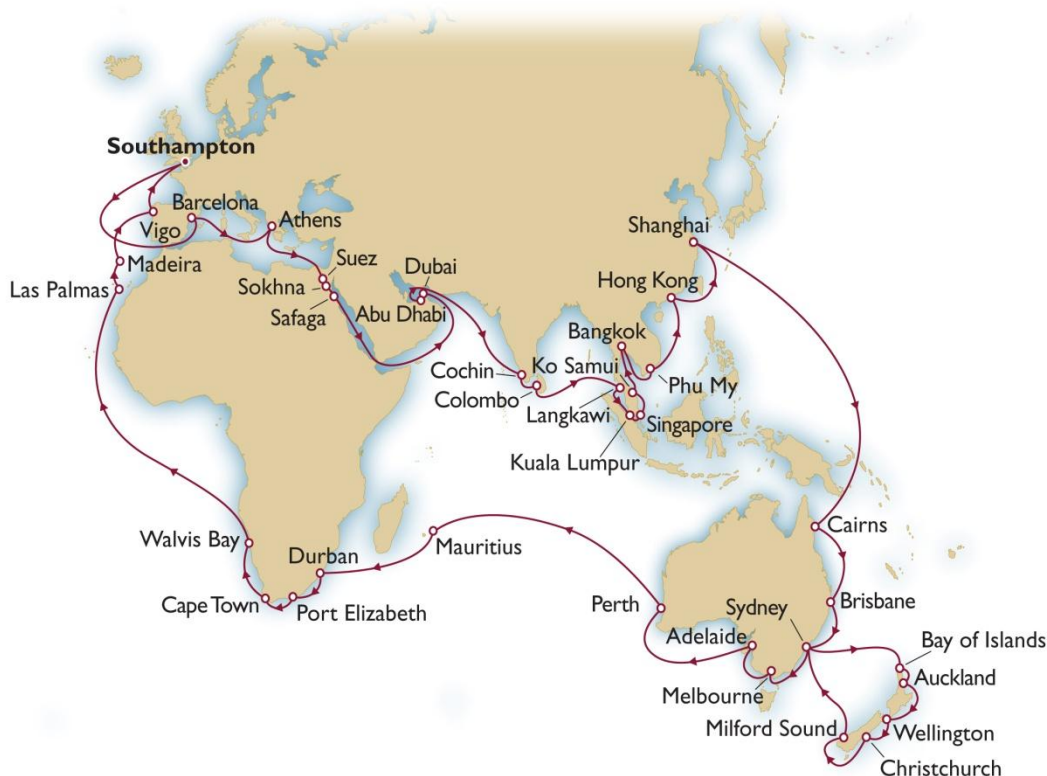 Southampton
Barcelona
Vigo
Athens
Madeira
Las Palmas
Suez
Sokhna
Safaga
Dubai
Abu Dhabi
Shanghai
Hong Kong
Bangkok
Cochin
Ko Samui
Colombo
Phu My
Langkawi
Singapore
Kuala Lumpur
Walvis Bay
Durban
Mauritius
Cairns
Cape Town
Port Elizabeth
Perth
Sydney
Brisbane
Adelaide
Bay of Islands
Melbourne
Auckland
Milford Sound
Wellington
Christchurch